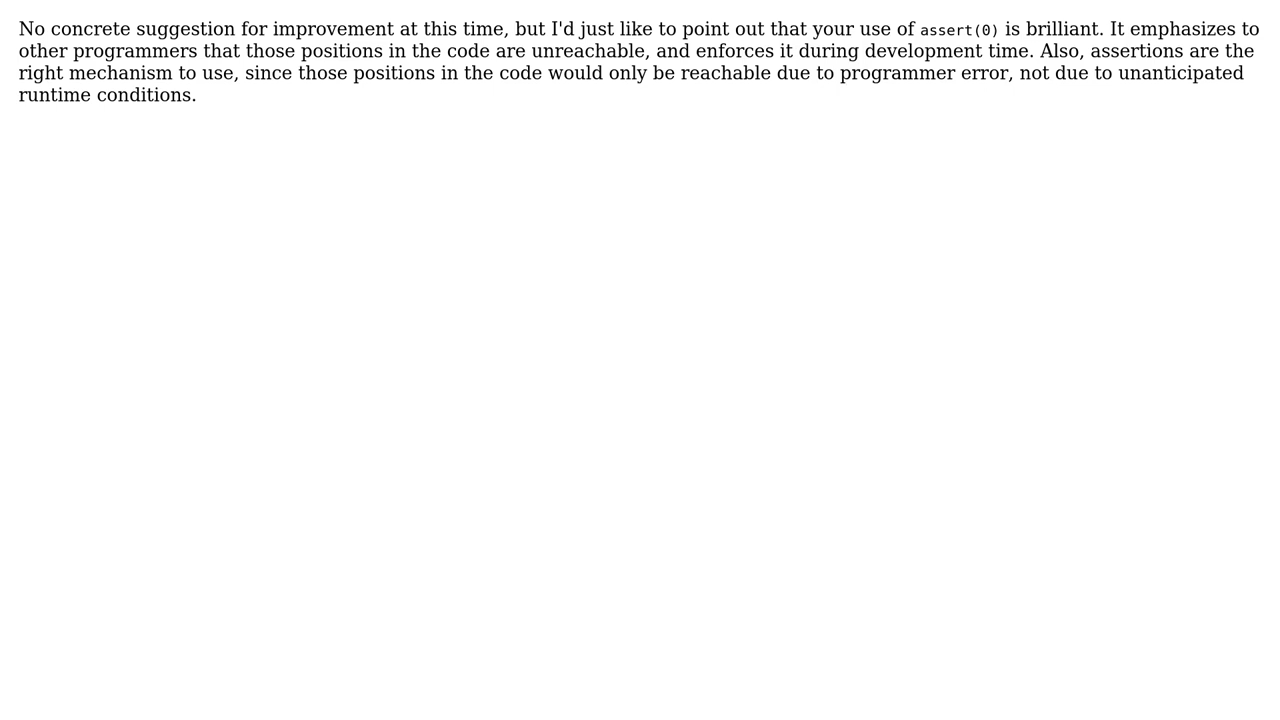 No concrete suggestion for improvement at this time, but I'd just like to point out that your use of assert(0) is brilliant. It emphasizes to
other programmers that those positions in the code are unreachable, and enforces it during development time. Also, assertions are the
right mechanism to use, since those positions in the code would only be reachable due to programmer error, not due to unanticipated
runtime conditions.